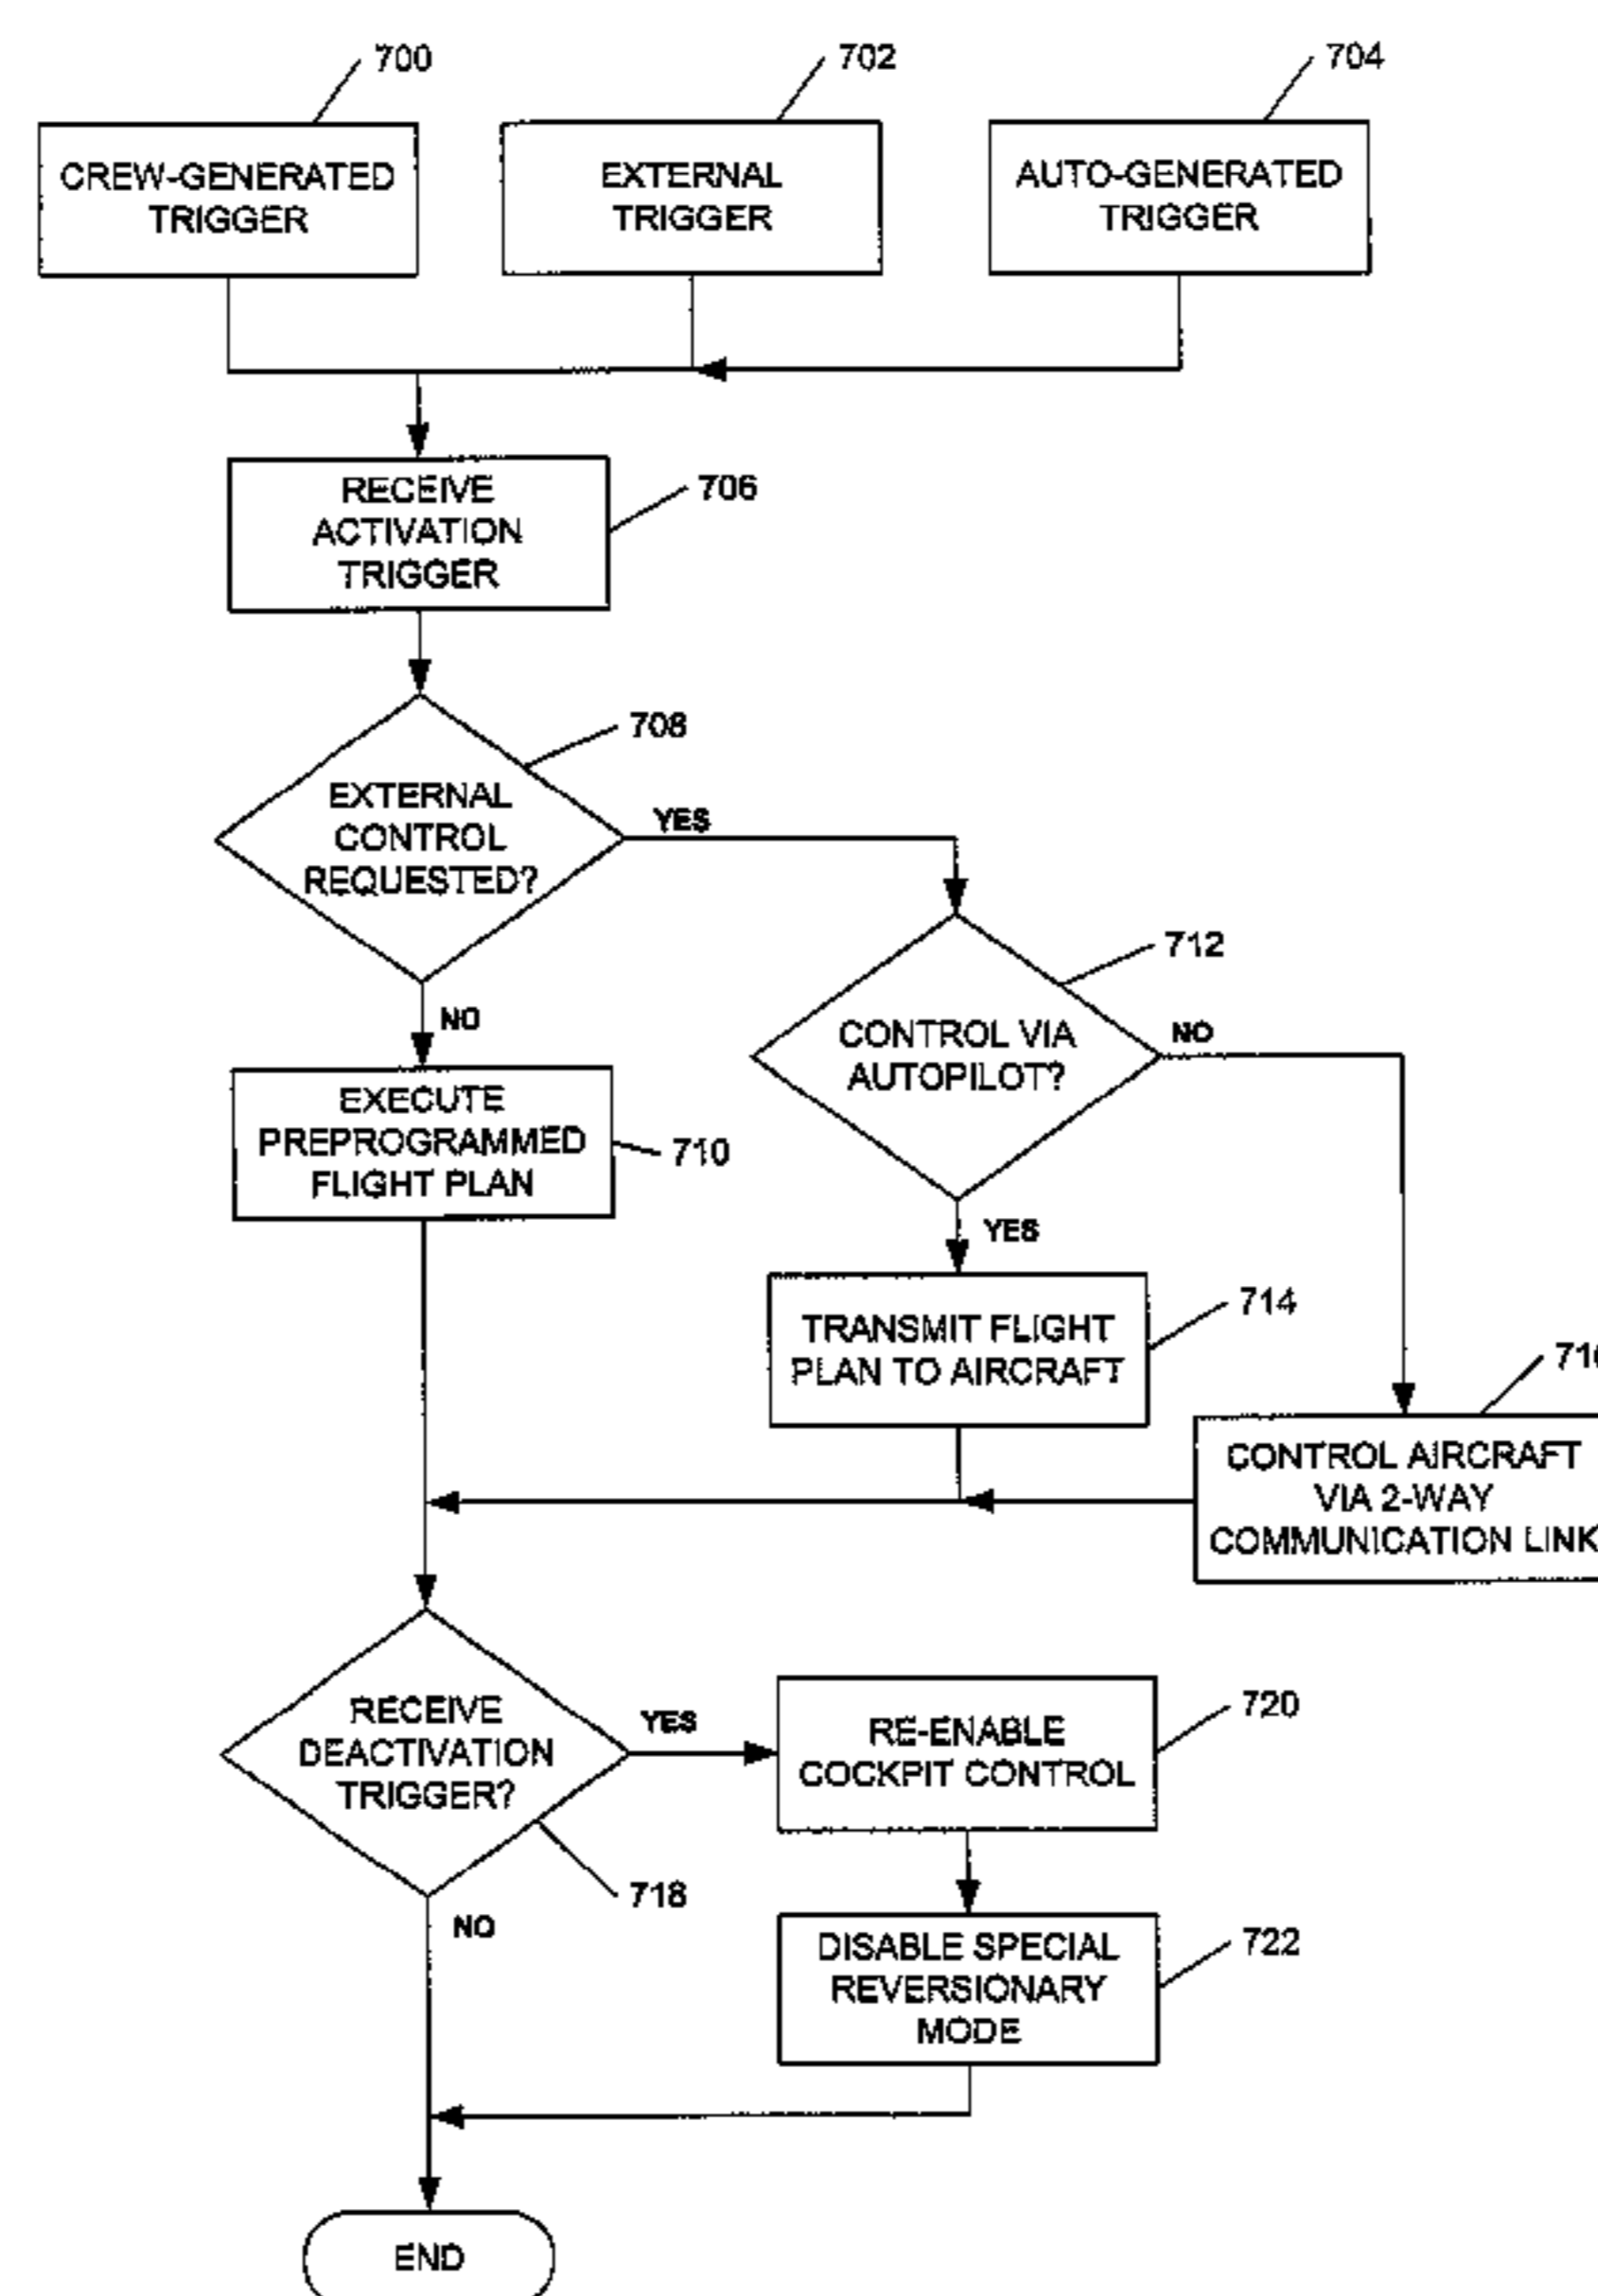 700
702
704
CREW-GENERATED
TRIGGER
EXTERNAL
TRIGGER
AUTO-GENERATED
TRIGGER
RECEIVE
ACTIVATION
TRIGGER
706
708
EXTERNAL
CONTROL
REQUESTED?
YES
NO
712
CONTROL VIA
AUTOPILOT?
NO
EXECUTE
PREPROGRAMMED
FLIGHT PLAN
710
YES
714
TRANSMIT FLIGHT
PLAN TO AIRCRAFT
CONTROL AIRCRAFT
VIA 2-WAY
COMMUNICATION LINK
RECEIVE
DEACTIVATION
TRIGGER?
YES
718
NO
720
RE-ENABLE
COCKPIT CONTROL
722
DISABLE SPECIAL
REVERSIONARY
MODE
END